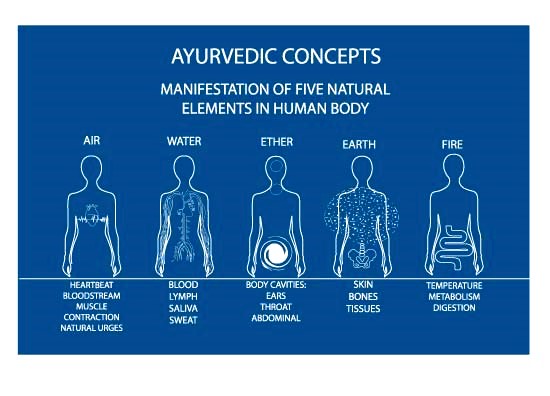 AYURVEDIC CONCEPTS
MANIFESTATION OF FIVE NATURAL
ELEMENTS IN HUMAN BODY
AIR
WATER
ETHER
EARTH
FIRE
HEARTBEAT
BLOODSTREAM
MUSCLE
CONTRACTION
NATURAL URGES
BLOOD
LYMPH
SALIVA
SWEAT
BODY CAVITIES:
EARS
THROAT
ABDOMINAL
SKIN
BONES
TISSUES
TEMPERATURE
METABOLISM
DIGESTION